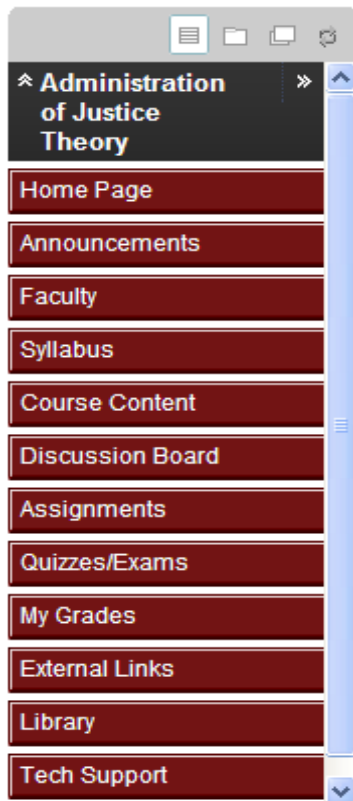 Administration
of Justice
Theory
Home Page
Announcements
Faculty
Syllabus
Course Content
Discussion Board
Assignments
Quizzes/Exams
My Grades
External Links
Library
Tech Support